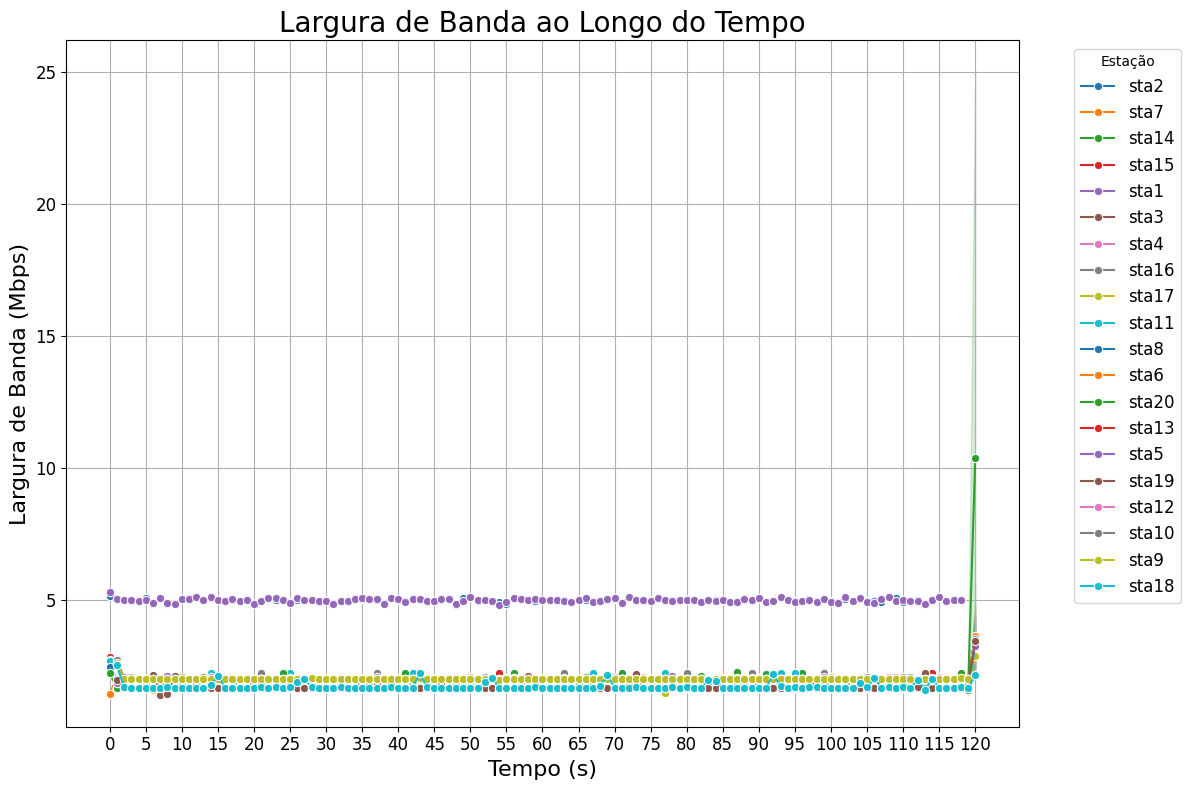 Largura de Banda ao Longo do Tempo
Largura de Banda (Mbps)
25
20
15
10
5
0 5 10 15 20 25 30 35 40 45 50 55 60 65 70 75 80 85 90 95 100 105 110 115 120
Tempo (s)
Estação
sta2
sta7
sta14
sta15
sta1
sta3
sta4
sta16
sta17
sta11
sta8
sta6
sta20
sta13
sta5
sta19
sta12
sta10
sta9
sta18